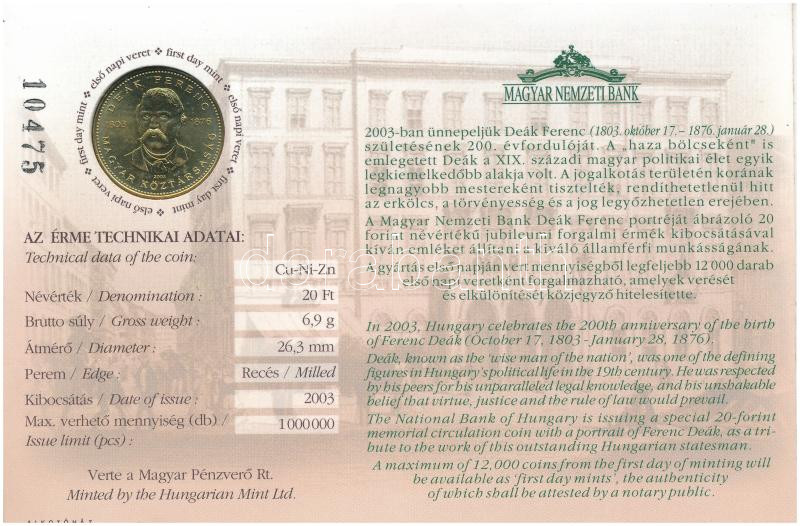 10475
❖ first day mint ❖ első napi veret ❖ first day mint ❖ első napi veret ❖ first day mint ❖ első napi veret
DEÁK FERENC
1803 1876
2003
MAGYAR KÖZTÁRSASÁG
AZ ÉRME TECHNIKAI ADATAI:
Technical data of the coin:
Cu-Ni-Zn
Névérték / Denomination : 20 Ft
Brutto súly / Gross weight : 6,9 g
Átmérő / Diameter : 26,3 mm
Perem / Edge : Recés / Milled
Kibocsátás / Date of issue : 2003
Max. verhető mennyiség (db) / 1000000
Issue limit (pcs) :
Verte a Magyar Pénzverő Rt.
Minted by the Hungarian Mint Ltd.
MAGYAR NEMZETI BANK
2003-ban ünnepeljük Deák Ferenc (1803. október 17. – 1876. január 28.)
születésének 200. évfordulóját. A „haza bölcseként" is
emlegetett Deák a XIX. századi magyar politikai élet egyik
legkiemelkedőbb alakja volt. A jogalkotás területén korának
legnagyobb mestereként tisztelték, rendíthetetlenül hitt
az erkölcs, a törvényesség és a jog legyőzhetetlen erejében.
A Magyar Nemzeti Bank Deák Ferenc portréját ábrázoló 20
forint névértékű jubileumi forgalmi érmék kibocsátásával
kíván emléket állítani a kiváló államférfi munkásságának.
A gyártás első napján vert mennyiségből legfeljebb 12 000 darab
első napi veretként forgalmazható, amelyek verését
és elkülönítését közjegyző hitelesítette.
In 2003, Hungary celebrates the 200th anniversary of the birth
of Ferenc Deák (October 17, 1803 - January 28, 1876).
Deák, known as the 'wise man of the nation', was one of the defining
figures in Hungary's political life in the 19th century. He was respected
by his peers for his unparalleled legal knowledge, and his unshakable
belief that virtue, justice and the rule of law would prevail.
The National Bank of Hungary is issuing a special 20-forint
memorial circulation coin with a portrait of Ferenc Deák, as a tri-
bute to the work of this outstanding Hungarian statesman.
A maximum of 12,000 coins from the first day of minting will
be available as 'first day mints', the authenticity
of which shall be attested by a notary public.